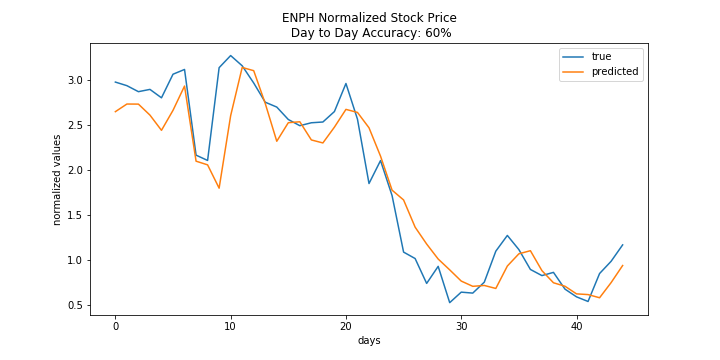 ENPH Normalized Stock Price
Day to Day Accuracy: 60%
true
predicted
normalized values
3.0
2.5
2.0
1.5
1.0
0.5
0
10
20
30
40
days